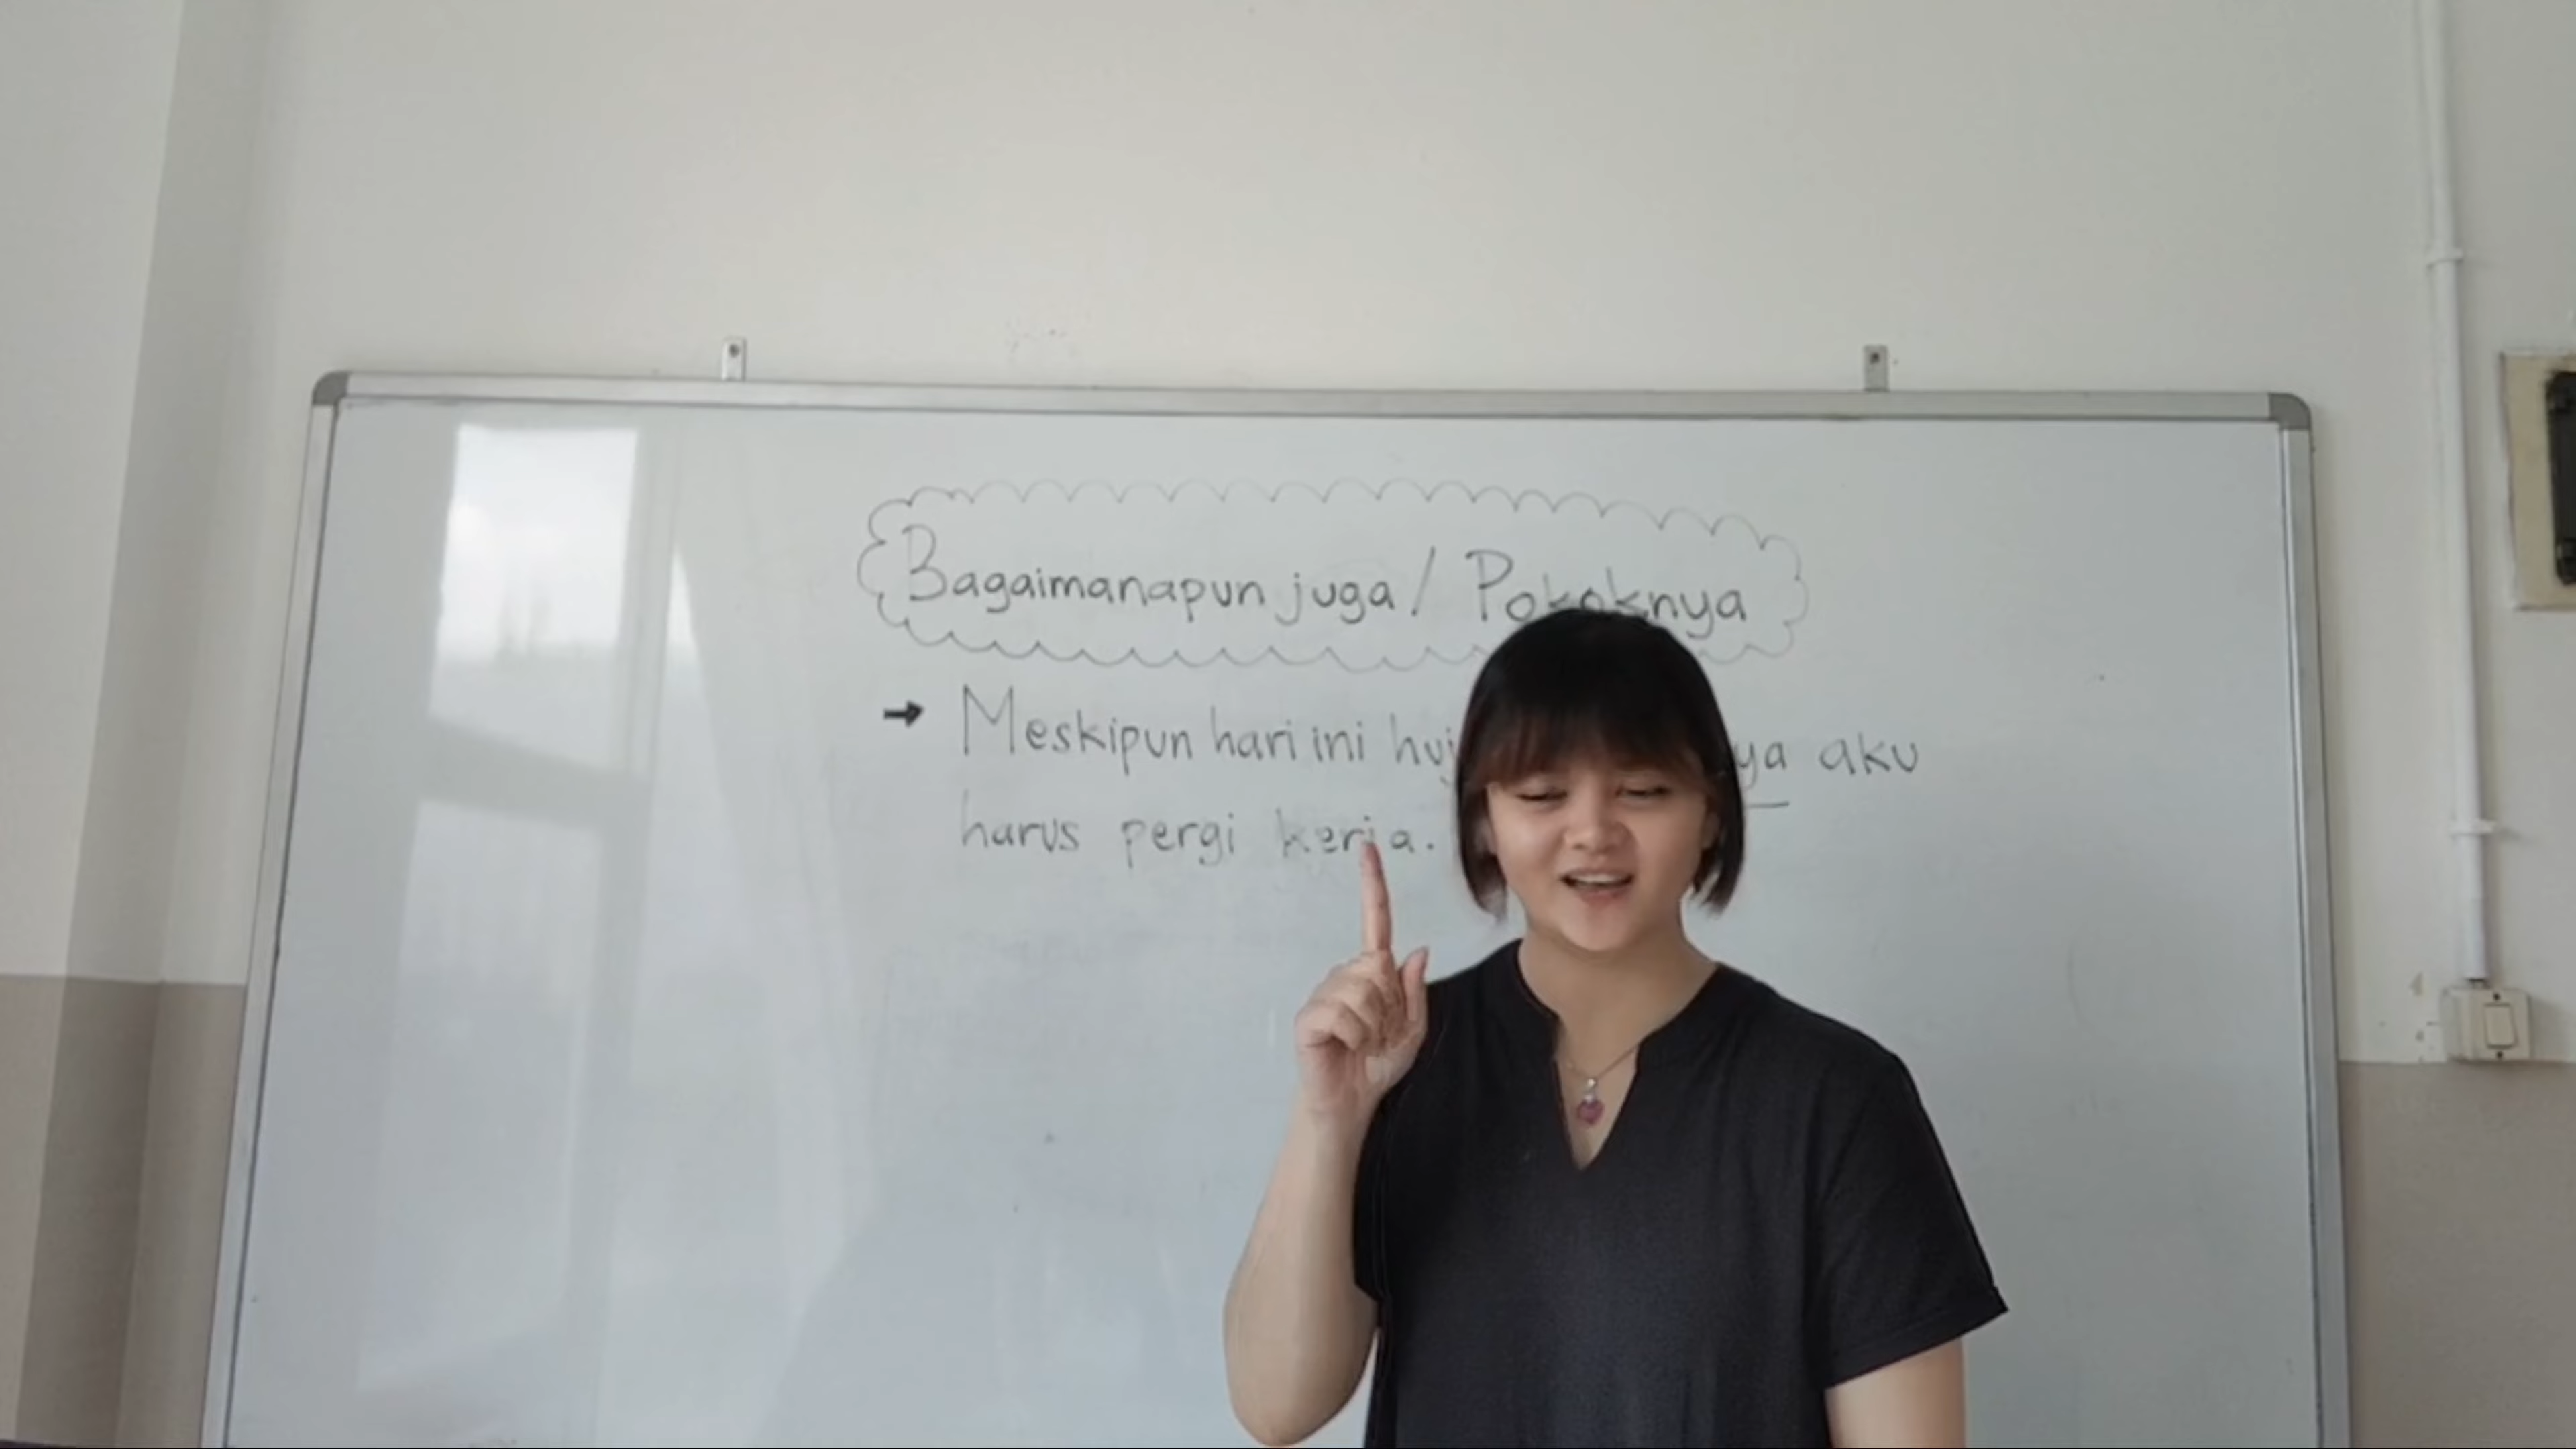 Bagaimanapun juga / Pokoknya
→ Meskipun hari ini aku
harus pergi kerja.